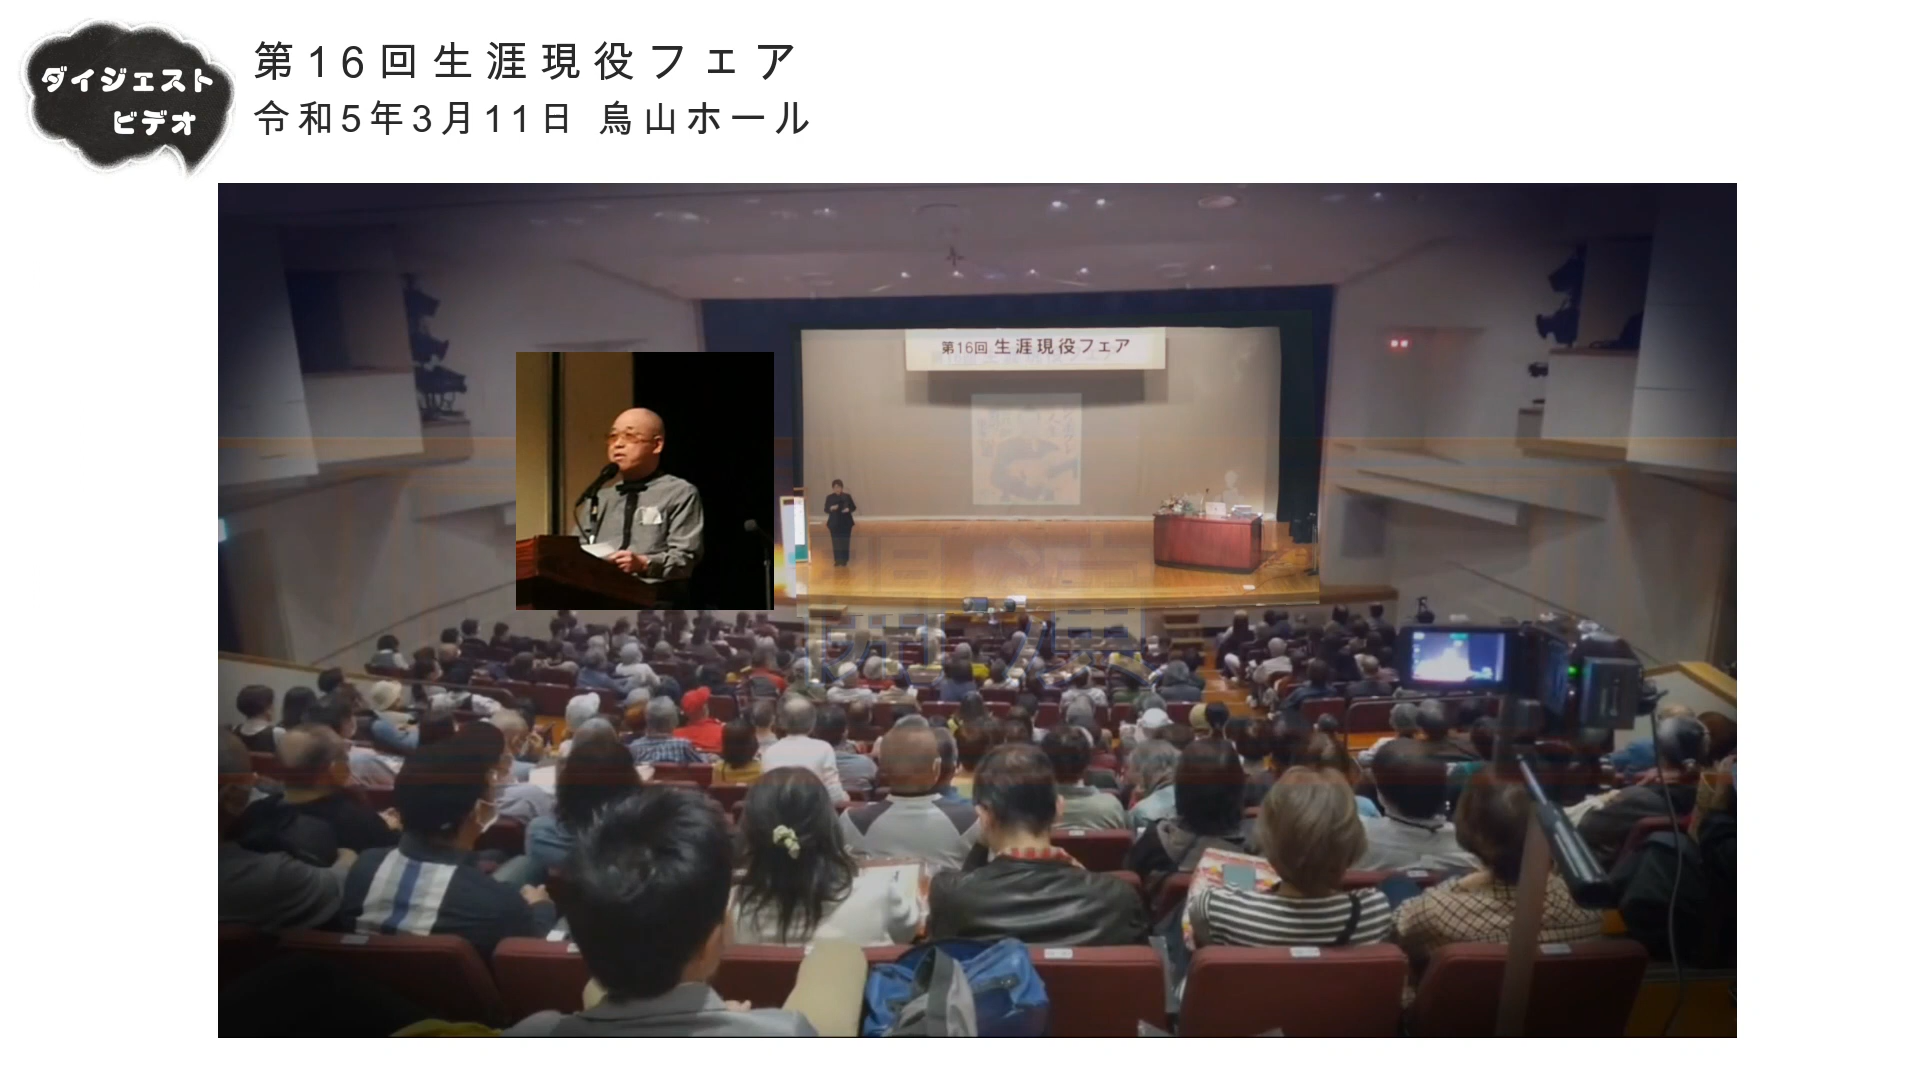 ダイジェスト
ビデオ
第16回生涯現役フェア
令和5年3月11日 烏山ホール
第16回 生涯現役フェア